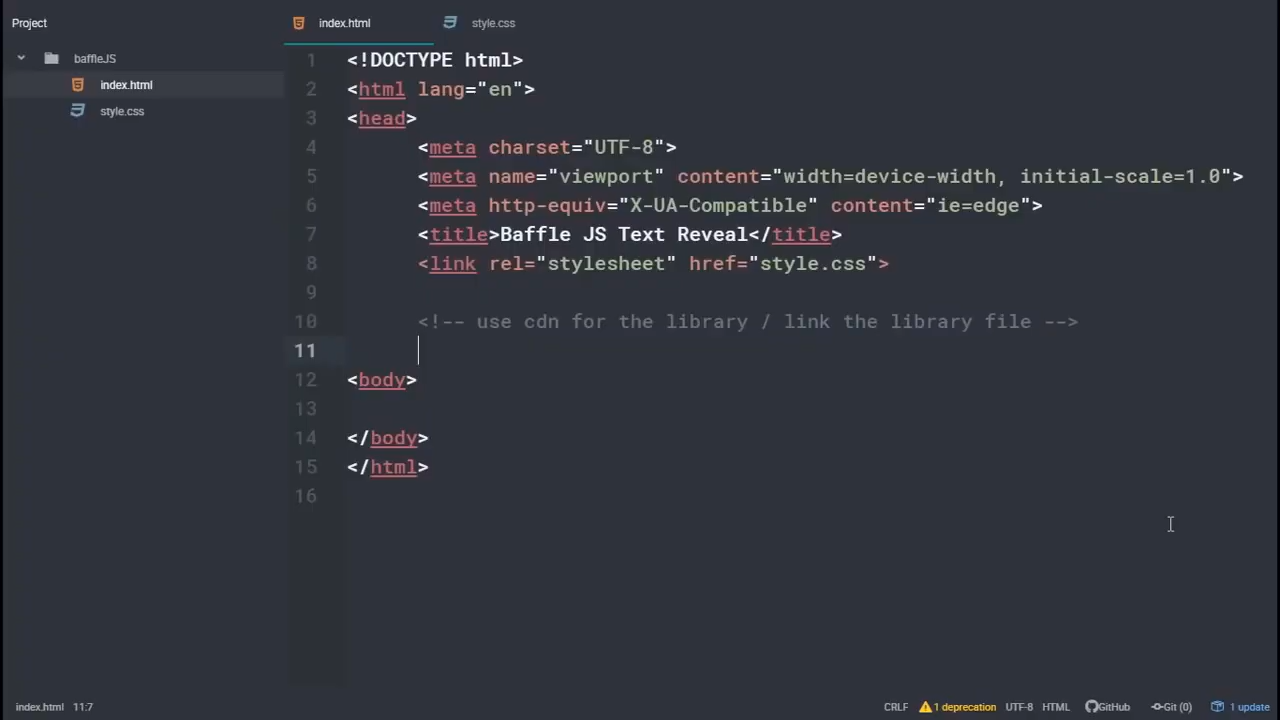 Project
index.html
style.css
baffleJS
index.html
style.css
1 <!DOCTYPE html>
2 <html lang="en">
3 <head>
4 <meta charset="UTF-8">
5 <meta name="viewport" content="width=device-width, initial-scale=1.0">
6 <meta http-equiv="X-UA-Compatible" content="ie=edge">
7 <title>Baffle JS Text Reveal</title>
8 <link rel="stylesheet" href="style.css">
9
10 <!-- use cdn for the library / link the library file -->
11
12 <body>
13
14 </body>
15 </html>
16
index.html 11:7 CRLF 1 deprecation UTF-8 HTML GitHub Git (0) 1 update